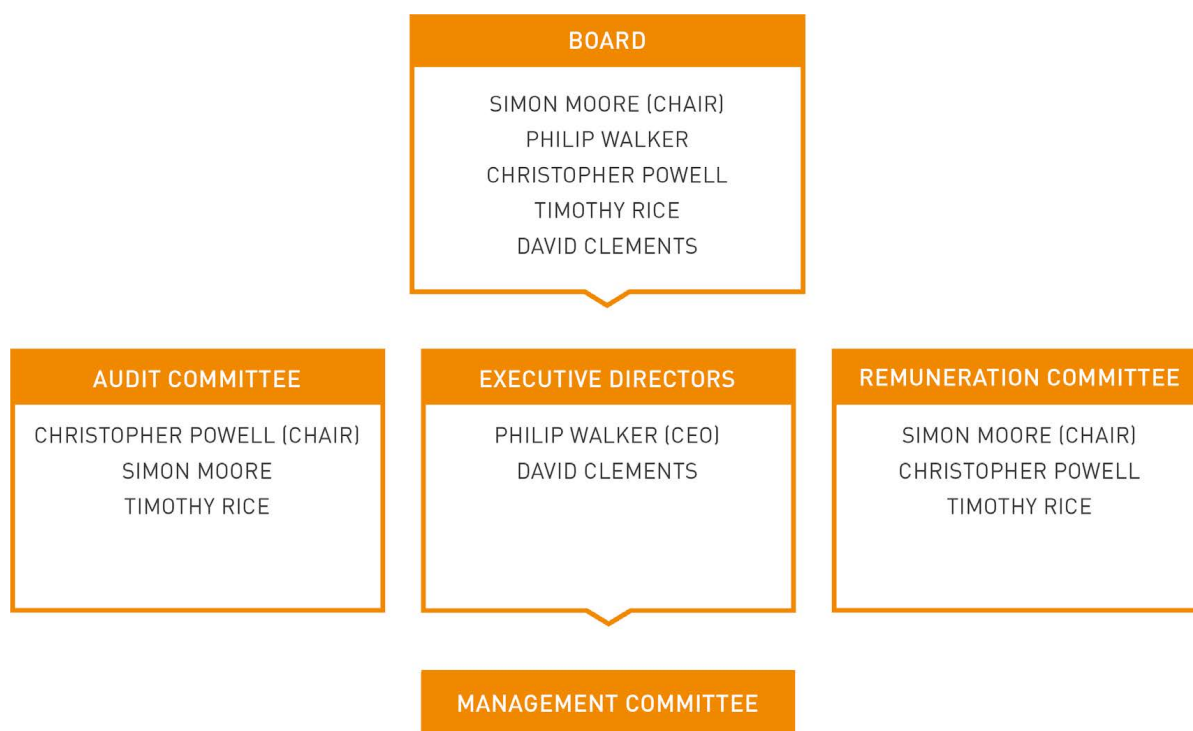 BOARD
SIMON MOORE (CHAIR)
PHILIP WALKER
CHRISTOPHER POWELL
TIMOTHY RICE
DAVID CLEMENTS
AUDIT COMMITTEE
CHRISTOPHER POWELL (CHAIR)
SIMON MOORE
TIMOTHY RICE
EXECUTIVE DIRECTORS
PHILIP WALKER (CEO)
DAVID CLEMENTS
REMUNERATION COMMITTEE
SIMON MOORE (CHAIR)
CHRISTOPHER POWELL
TIMOTHY RICE
MANAGEMENT COMMITTEE